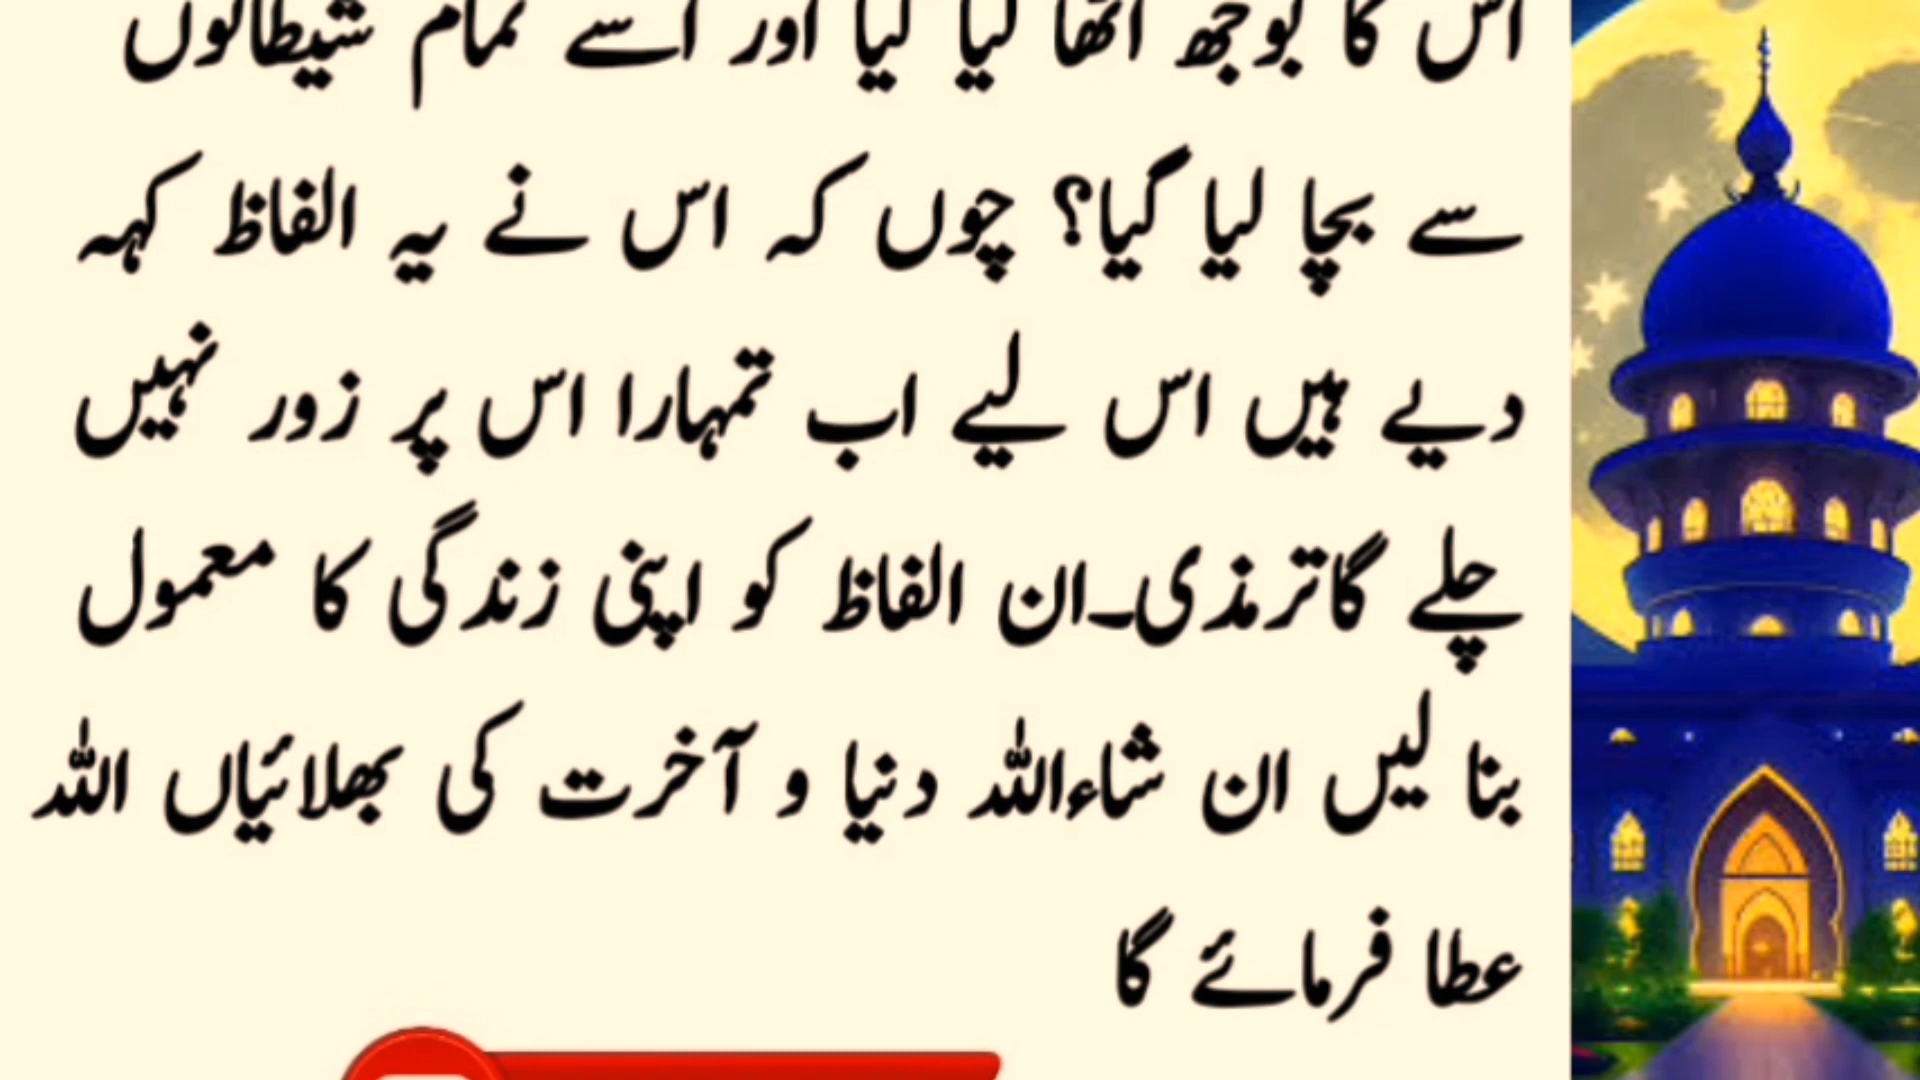 اس کا بوجھ اٹھا لیا گیا اور اسے تمام شیطانوں
سے بچا لیا گیا؟ چوں کہ اس نے یہ الفاظ کہہ
دیے ہیں اس لیے اب تمہارا اس پر زور نہیں
چلے گاترمذی۔ان الفاظ کو اپنی زندگی کا معمول
بنا لیں ان شاءاللہ دنیا و آخرت کی بھلائیاں اللہ
عطا فرمائے گا